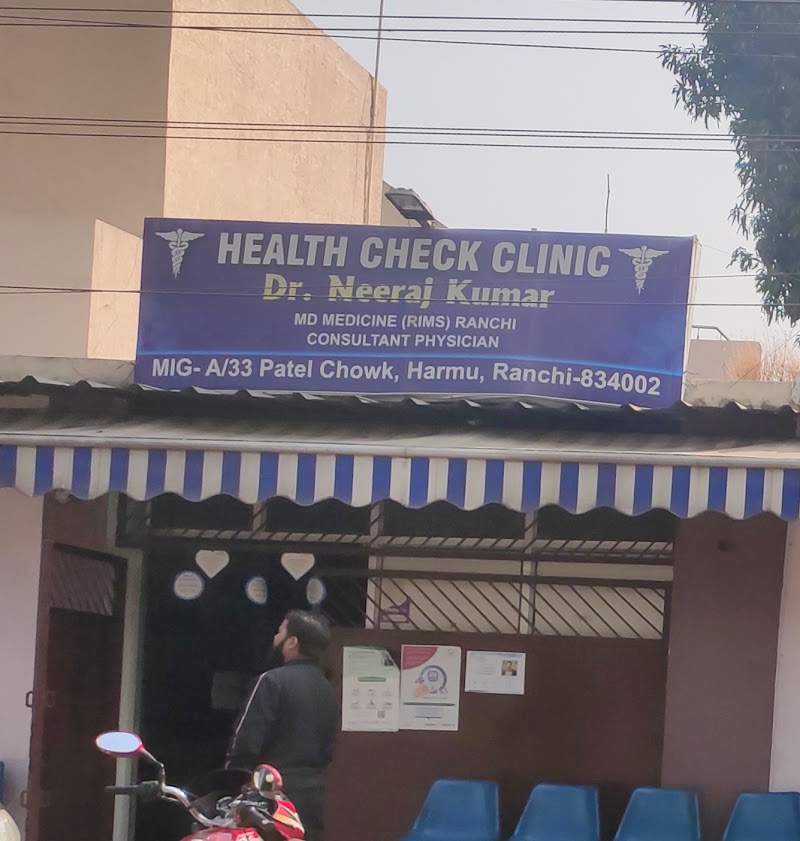 HEALTH CHECK CLINIC
Dr. Neeraj Kumar
MD MEDICINE (RIMS) RANCHI
CONSULTANT PHYSICIAN
MIG- A/33 Patel Chowk, Harmu, Ranchi-834002